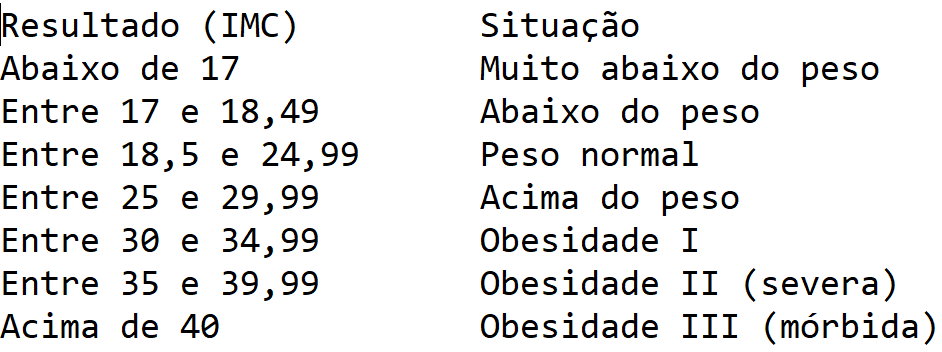 Resultado (IMC) Situação
Abaixo de 17 Muito abaixo do peso
Entre 17 e 18,49 Abaixo do peso
Entre 18,5 e 24,99 Peso normal
Entre 25 e 29,99 Acima do peso
Entre 30 e 34,99 Obesidade I
Entre 35 e 39,99 Obesidade II (severa)
Acima de 40 Obesidade III (mórbida)